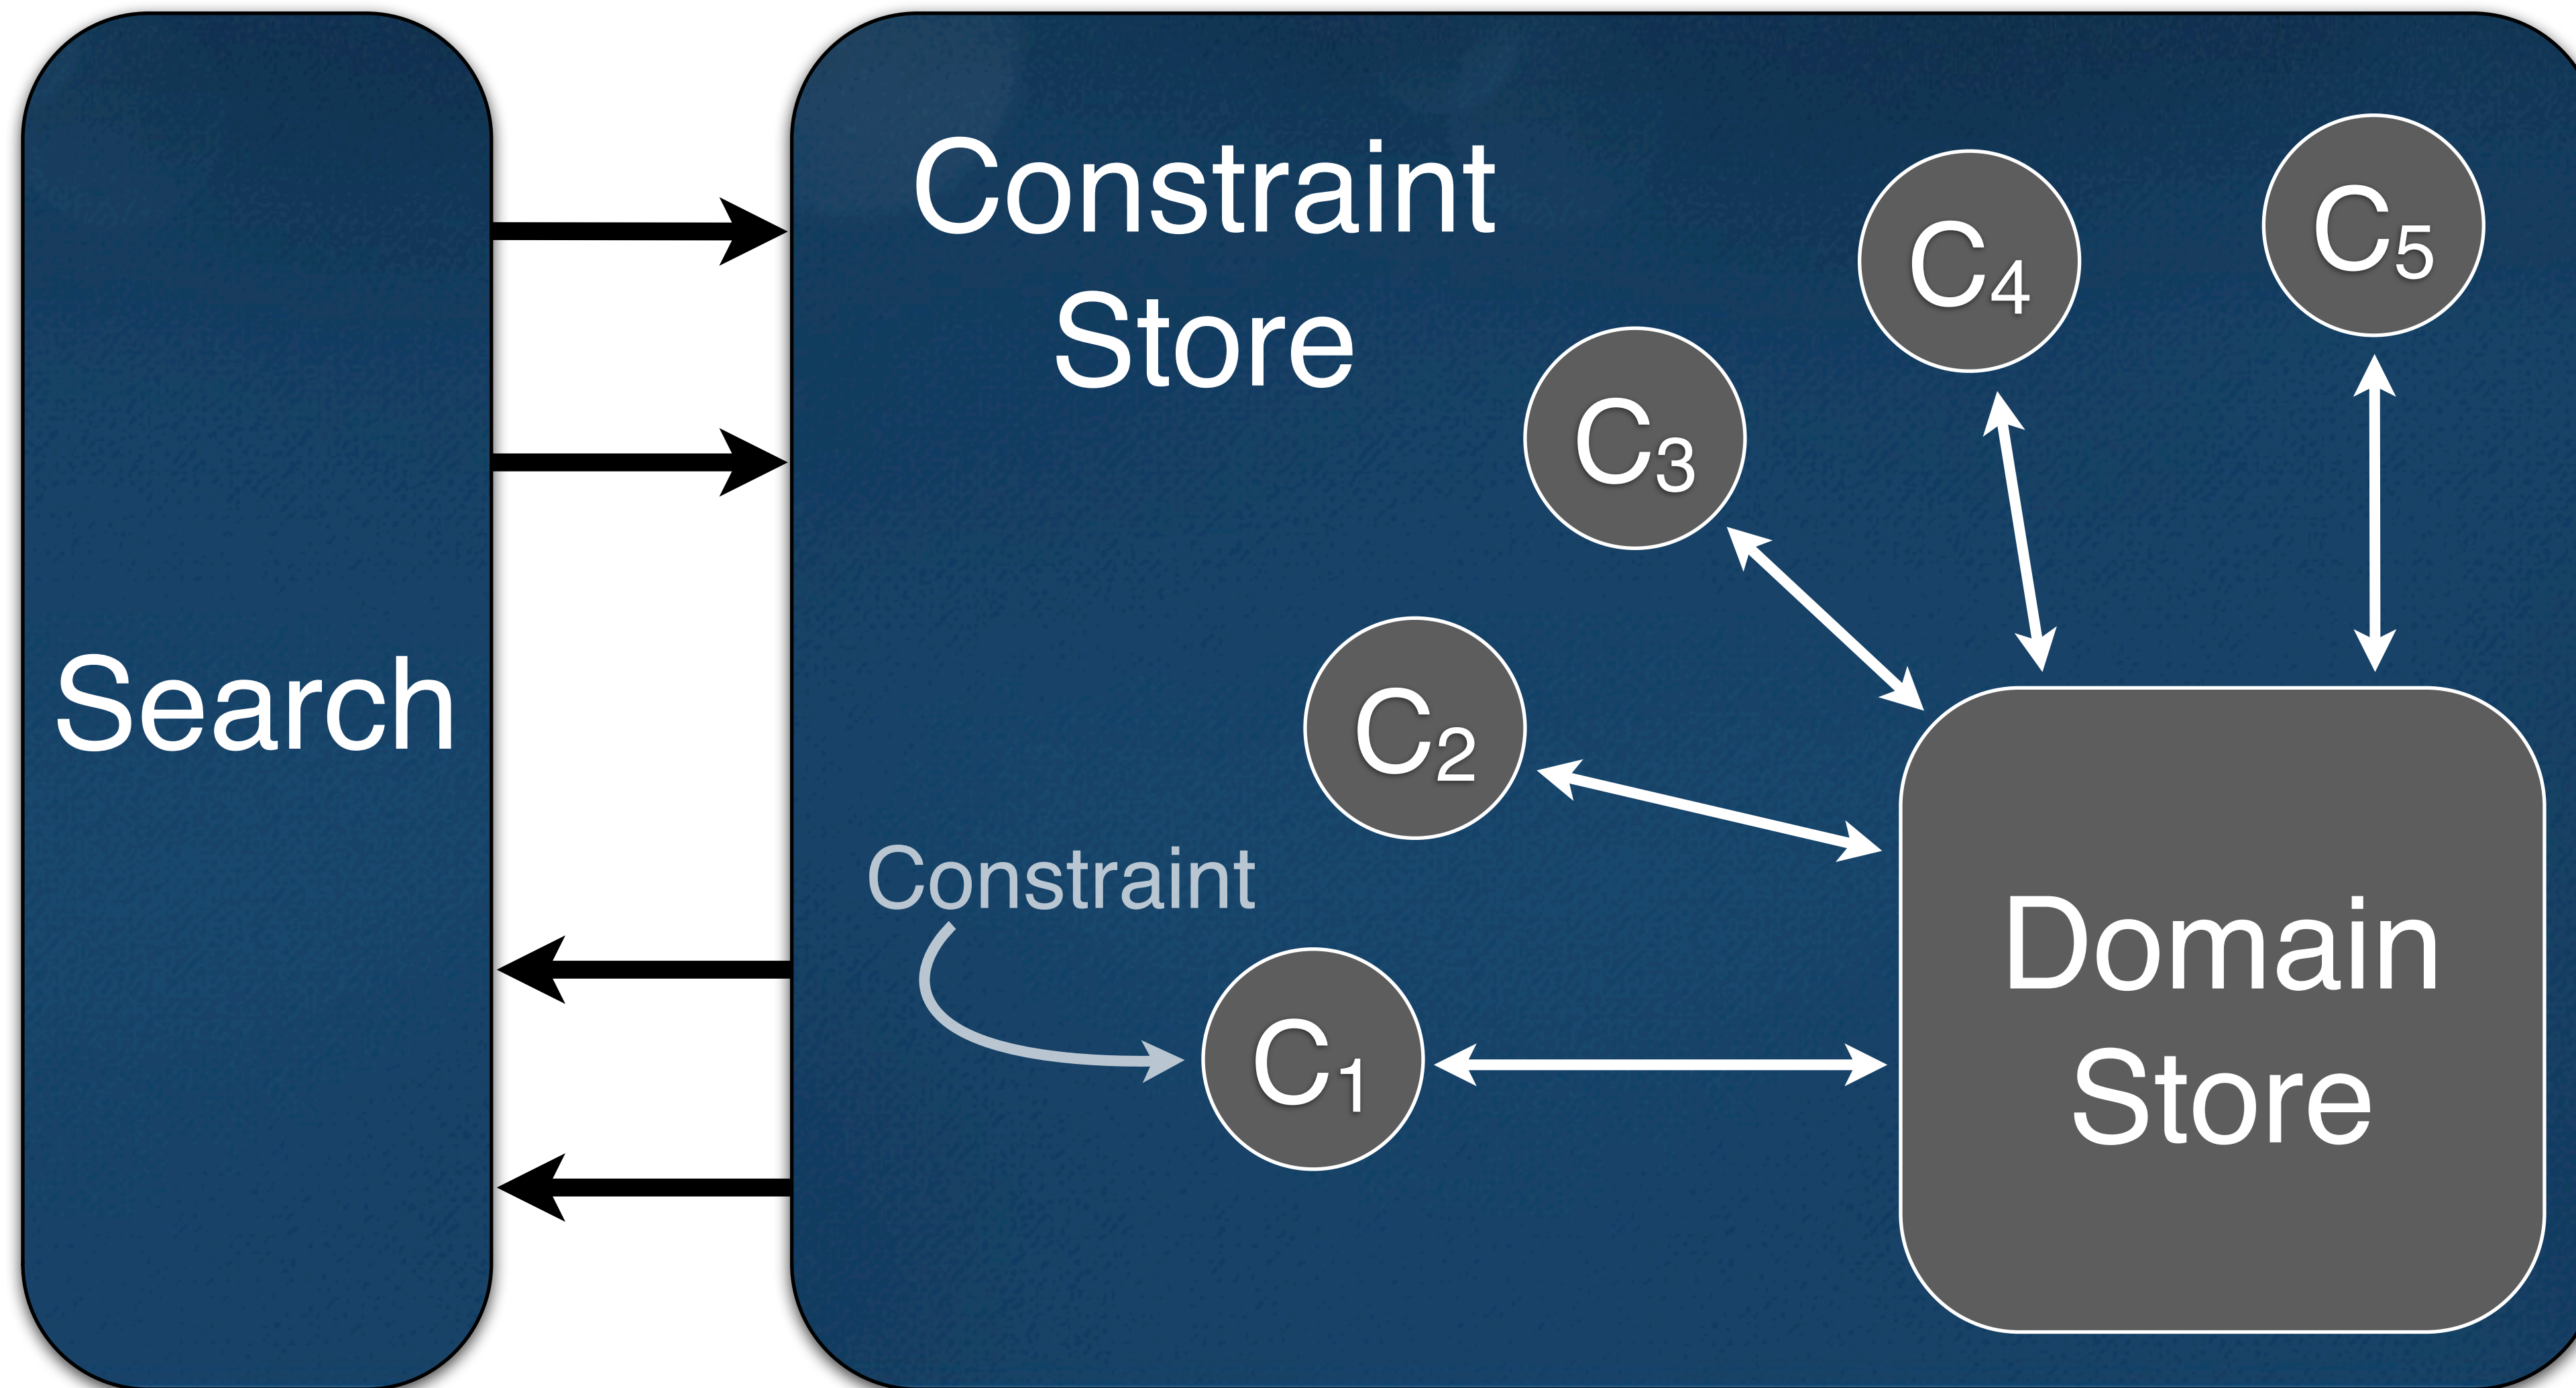 Search
Constraint
Store
C₅
C₄
C₃
C₂
Constraint
C₁
Domain
Store